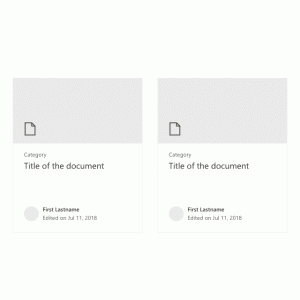 Category
Title of the document
First Lastname
Edited on Jul 11, 2018
Category
Title of the document
First Lastname
Edited on Jul 11, 2018